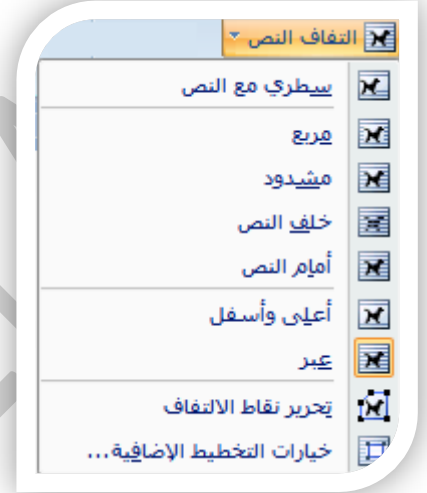 التفاف النص
سطري مع النص
مربع
مشدود
خلف النص
أمام النص
أعلى وأسفل
عبر
تحرير نقاط الالتفاف
خيارات التخطيط الإضافية...